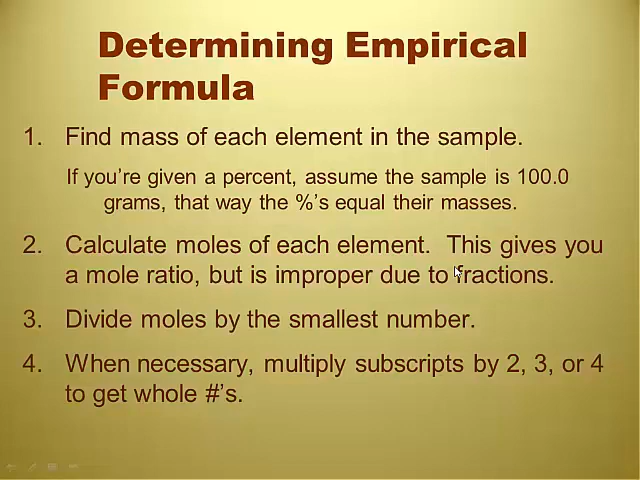 Determining Empirical
Formula
1. Find mass of each element in the sample.
If you're given a percent, assume the sample is 100.0
grams, that way the %'s equal their masses.
2. Calculate moles of each element. This gives you
a mole ratio, but is improper due to fractions.
3. Divide moles by the smallest number.
4. When necessary, multiply subscripts by 2, 3, or 4
to get whole #'s.